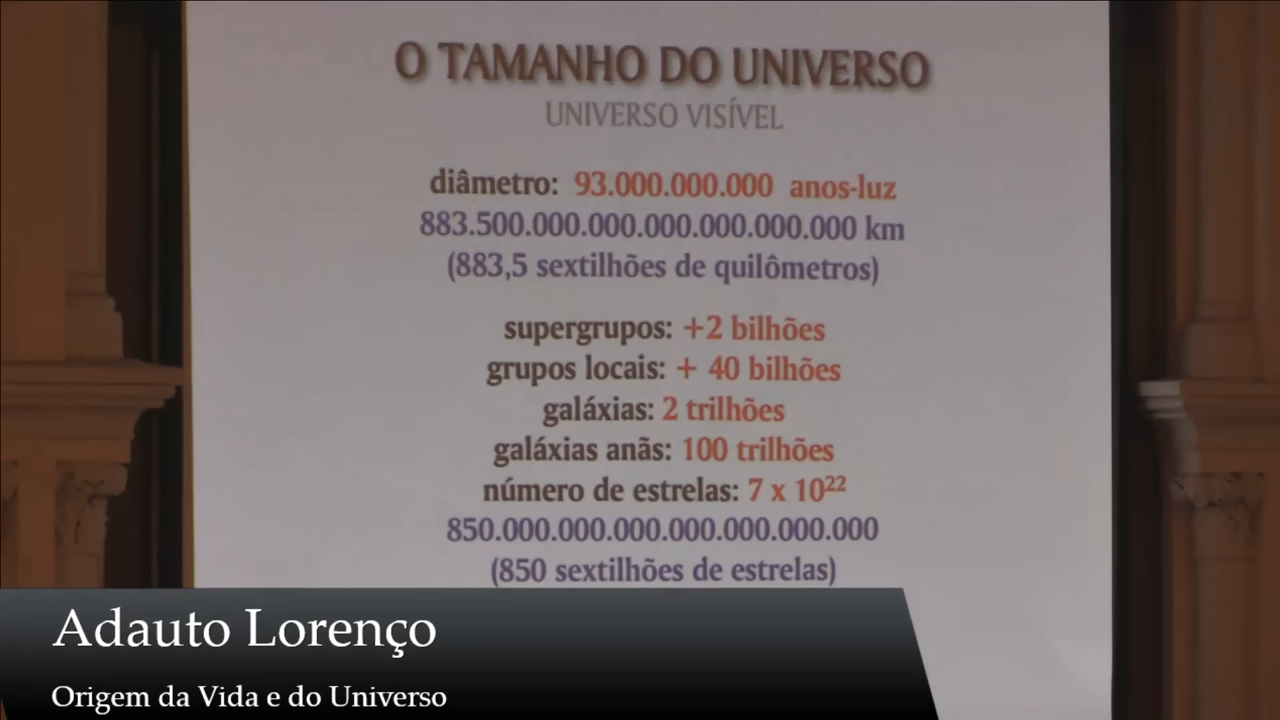 O TAMANHO DO UNIVERSO
UNIVERSO VISÍVEL
diâmetro: 93.000.000.000 anos-luz
883.500.000.000.000.000.000.000 km
(883,5 sextilhões de quilômetros)
supergrupos: +2 bilhões
grupos locais: + 40 bilhões
galáxias: 2 trilhões
galáxias anãs: 100 trilhões
número de estrelas: 7 x 10²²
850.000.000.000.000.000.000.000
(850 sextilhões de estrelas)
Adauto Lorenço
Origem da Vida e do Universo